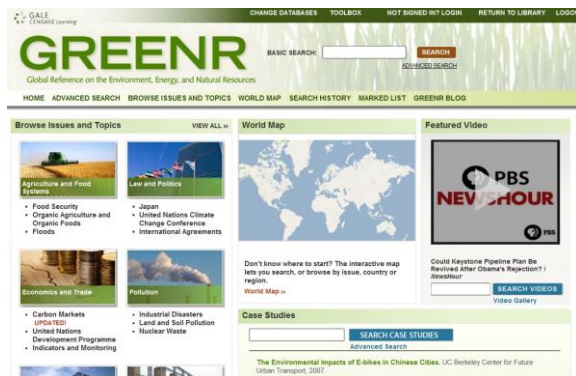 GALE
CENGAGE Learning
CHANGE DATABASES TOOLBOX NOT SIGNED IN? LOGIN RETURN TO LIBRARY LOGO
GREENR
Global Reference on the Environment, Energy, and Natural Resources
BASIC SEARCH: SEARCH
ADVANCED SEARCH
HOME ADVANCED SEARCH BROWSE ISSUES AND TOPICS WORLD MAP SEARCH HISTORY MARKED LIST GREENR BLOG
Browse Issues and Topics VIEW ALL »
Agriculture and Food
Systems
• Food Security
• Organic Agriculture and
Organic Foods
• Floods
Law and Politics
• Japan
• United Nations Climate
Change Conference
• International Agreements
Economics and Trade
• Carbon Markets
UPDATED!
• United Nations
Development Programme
• Indicators and Monitoring
Pollution
• Industrial Disasters
• Land and Soil Pollution
• Nuclear Waste
World Map
Don't know where to start? The interactive map
lets you search, or browse by issue, country or
region.
World Map »
Featured Video
PBS
NEWSHOUR
PBS
Could Keystone Pipeline Plan Be
Revived After Obama's Rejection? /
NewsHour
SEARCH VIDEOS
Video Gallery
Case Studies
SEARCH CASE STUDIES
Advanced Search
The Environmental Impacts of E-bikes in Chinese Cities. UC Berkeley Center for Future
Urban Transport, 2007.